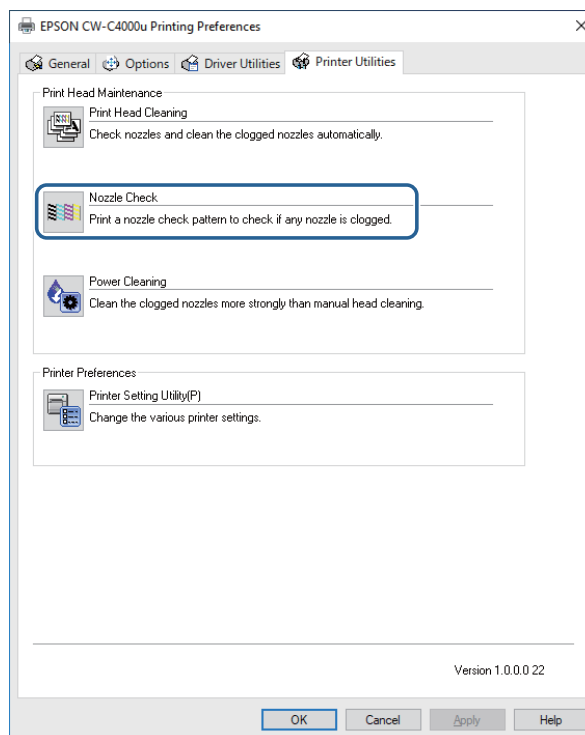 EPSON CW-C4000u Printing Preferences
General Options Driver Utilities Printer Utilities
Print Head Maintenance
Print Head Cleaning
Check nozzles and clean the clogged nozzles automatically.
Nozzle Check
Print a nozzle check pattern to check if any nozzle is clogged.
Power Cleaning
Clean the clogged nozzles more strongly than manual head cleaning.
Printer Preferences
Printer Setting Utility(P)
Change the various printer settings.
Version 1.0.0.0 22
OK Cancel Apply Help